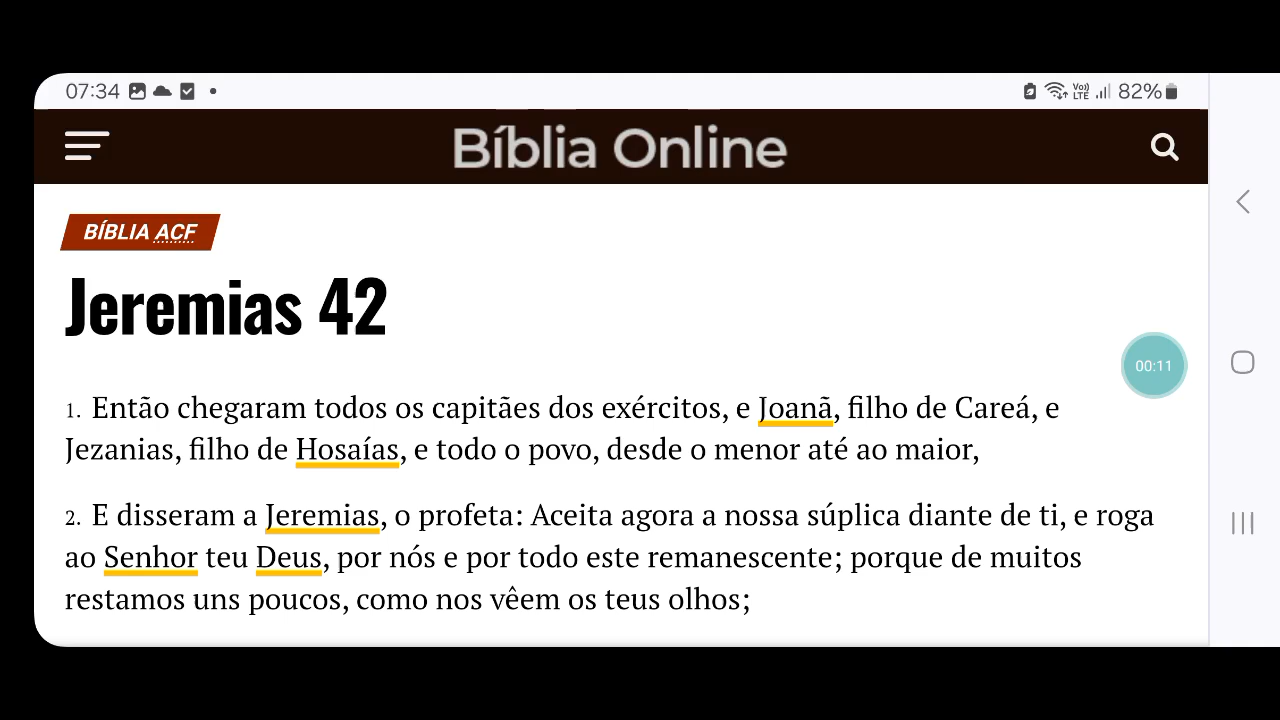 07:34
Vo)) LTE
82%
Bíblia Online
BÍBLIA ACF
Jeremias 42
00:11
1. Então chegaram todos os capitães dos exércitos, e Joanã, filho de Careá, e
Jezanias, filho de Hosaías, e todo o povo, desde o menor até ao maior,
2. E disseram a Jeremias, o profeta: Aceita agora a nossa súplica diante de ti, e roga
ao Senhor teu Deus, por nós e por todo este remanescente; porque de muitos
restamos uns poucos, como nos vêem os teus olhos;